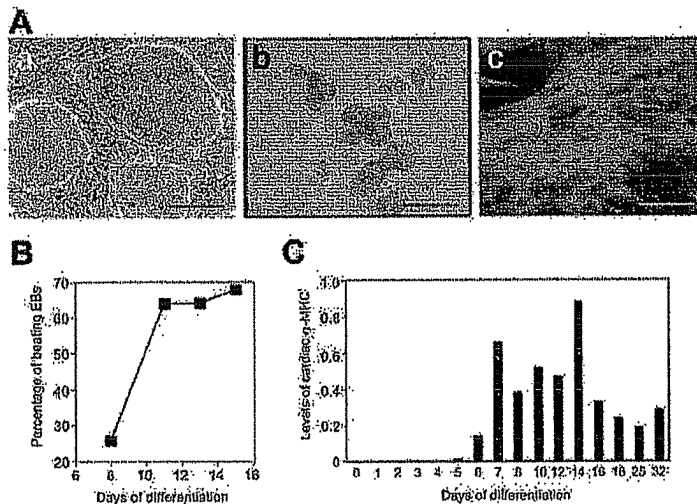 A
a b c
B
Percentage of beating EBs
70
60
50
40
30
20
6 8 10 12 14 16
Days of differentiation
C
Levels of cardiac α-MHC
1.0
0.8
0.6
0.4
0.2
0
0 1 2 3 4 5 6 7 8 10 12 14 16 18 25 32
Days of differentiation